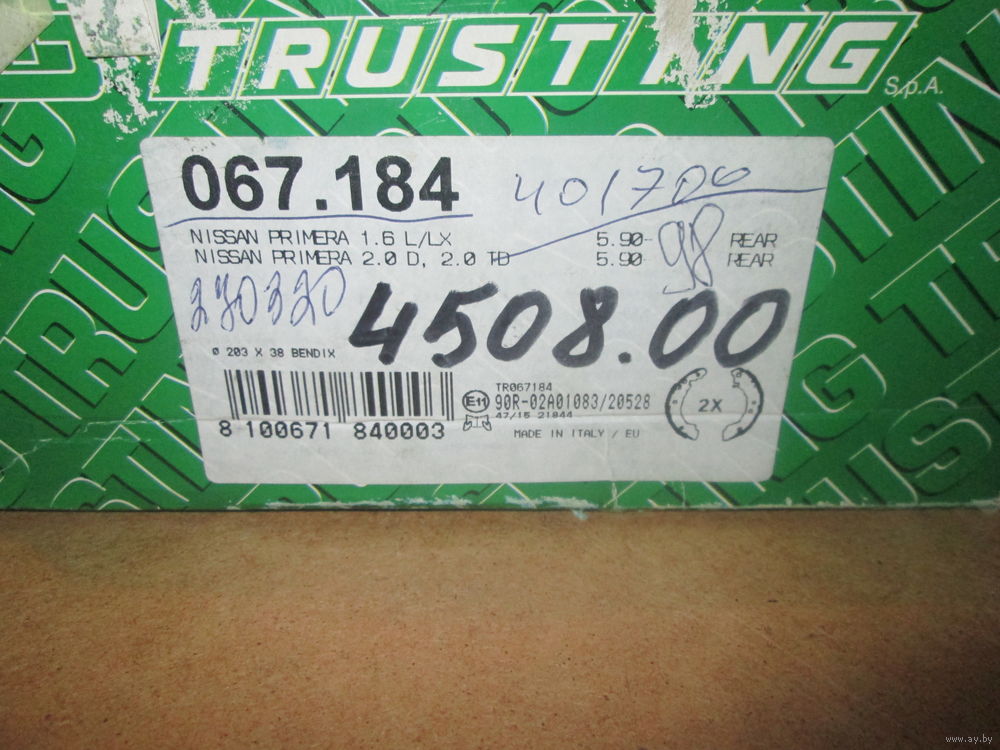 TRUSTING
S.p.A.
067.184 401700
NISSAN PRIMERA 1.6 L/LX 5.90- 98 REAR
NISSAN PRIMERA 2.0 D, 2.0 TD 5.90- REAR
270320 4508.00
Ø 203 X 38 BENDIX
TR067184
E11 90R-02A01083/20528 2X
47/15 21844
8 100671 840003
MADE IN ITALY / EU
www.ay.by